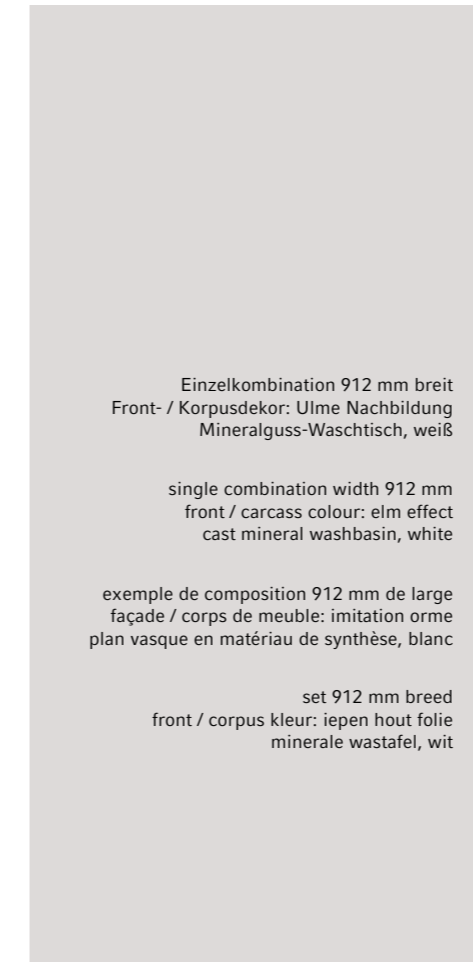 Einzelkombination 912 mm breit
Front- / Korpusdekor: Ulme Nachbildung
Mineralguss-Waschtisch, weiß
single combination width 912 mm
front / carcass colour: elm effect
cast mineral washbasin, white
exemple de composition 912 mm de large
façade / corps de meuble: imitation orme
plan vasque en matériau de synthèse, blanc
set 912 mm breed
front / corpus kleur: iepen hout folie
minerale wastafel, wit